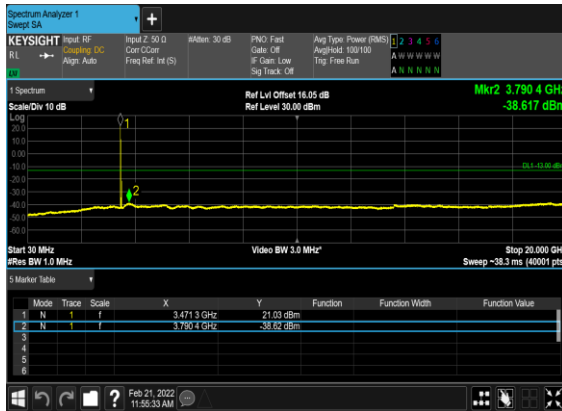 Spectrum Analyzer 1
Swept SA
+
KEYSIGHT Input: RF Input Z: 50 Ω #Atten: 30 dB PNO: Fast Avg Type: Power (RMS) 1 2 3 4 5 6
RL Coupling: DC Corr CCorr Gate: Off Avg|Hold: 100/100 A W W W W W
Align: Auto Freq Ref: Int (S) IF Gain: Low Trig: Free Run
Sig Track: Off A N N N N N
LXI
1 Spectrum Ref Lvl Offset 16.05 dB Mkr2 3.790 4 GHz
Scale/Div 10 dB Ref Level 30.00 dBm -38.617 dBm
Log
1
20.0
10.0
0.00
-10.0
DL1 -13.00 dBm
-20.0
-30.0
2
-40.0
-50.0
-60.0
Start 30 MHz Video BW 3.0 MHz* Stop 20.000 GHz
#Res BW 1.0 MHz Sweep ~38.3 ms (40001 pts)
5 Marker Table
Mode Trace Scale X Y Function Function Width Function Value
1 N 1 f 3.471 3 GHz 21.03 dBm
2 N 1 f 3.790 4 GHz -38.62 dBm
3
4
5
6
? Feb 21, 2022
11:55:33 AM